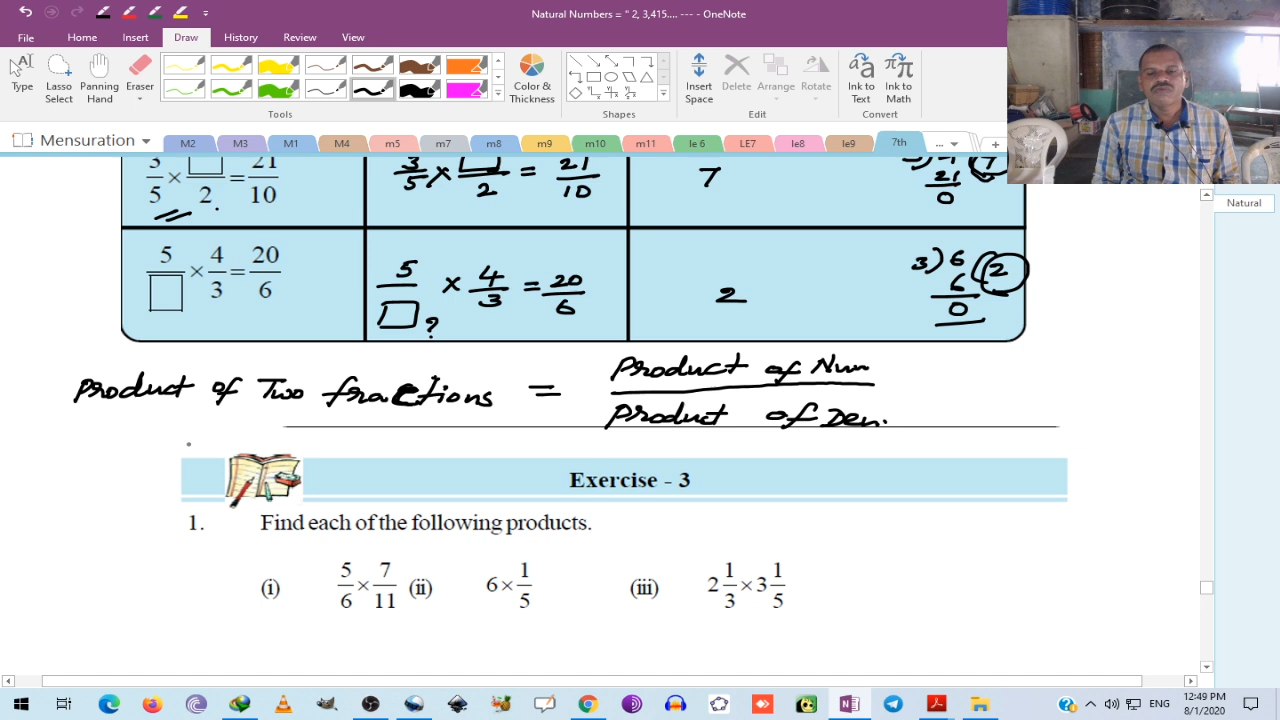 Natural Numbers = " 2, 3,415.... --- - OneNote
File Home Insert Draw History Review View
Type Lasso Select Panning Hand Eraser Color & Thickness Insert Space Delete Arrange Rotate Ink to Text Ink to Math
Tools Shapes Edit Convert
Mensuration M2 M3 M1 M4 m5 m7 m8 m9 m10 m11 le 6 LE7 le8 le9 7th ... +
Natural
3/5 × □/2 = 21/10 3/5 × □/2 = 21/10 7
21
0
5/□ × 4/3 = 20/6 5/□ ? × 4/3 = 20/6 2 3) 6 ( 2
6
0
Product of Two fractions = Product of Num / Product of Den.
Exercise - 3
1. Find each of the following products.
(i) 5/6 × 7/11 (ii) 6 × 1/5 (iii) 2 1/3 × 3 1/5
ENG 12:49 PM
8/1/2020